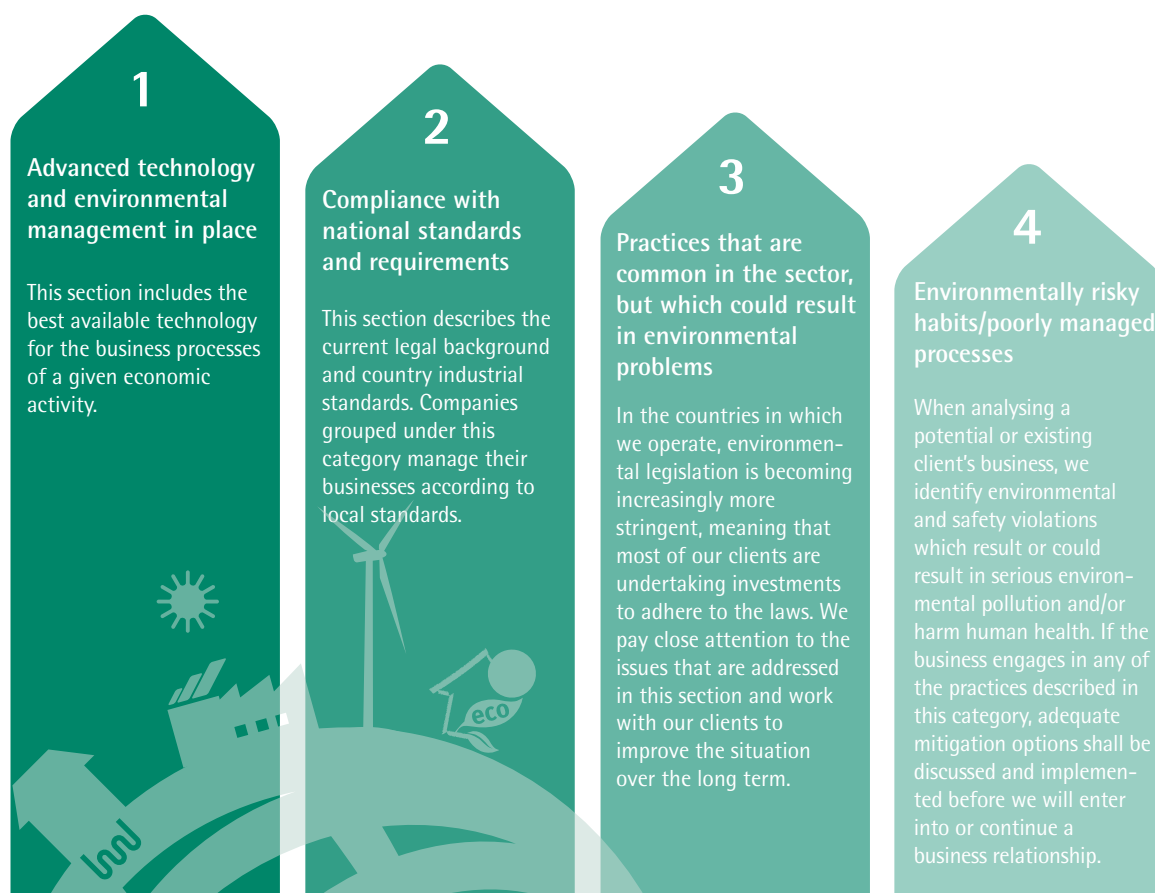 1
Advanced technology
and environmental
management in place
This section includes the
best available technology
for the business processes
of a given economic
activity.
2
Compliance with
national standards
and requirements
This section describes the
current legal background
and country industrial
standards. Companies
grouped under this
category manage their
businesses according to
local standards.
eco
3
Practices that are
common in the sector,
but which could result
in environmental
problems
In the countries in which
we operate, environmen-
tal legislation is becoming
increasingly more
stringent, meaning that
most of our clients are
undertaking investments
to adhere to the laws. We
pay close attention to the
issues that are addressed
in this section and work
with our clients to
improve the situation
over the long term.
4
Environmentally risky
habits/poorly managed
processes
When analysing a
potential or existing
client's business, we
identify environmental
and safety violations
which result or could
result in serious environ-
mental pollution and/or
harm human health. If the
business engages in any of
the practices described in
this category, adequate
mitigation options shall be
discussed and implemen-
ted before we will enter
into or continue a
business relationship.